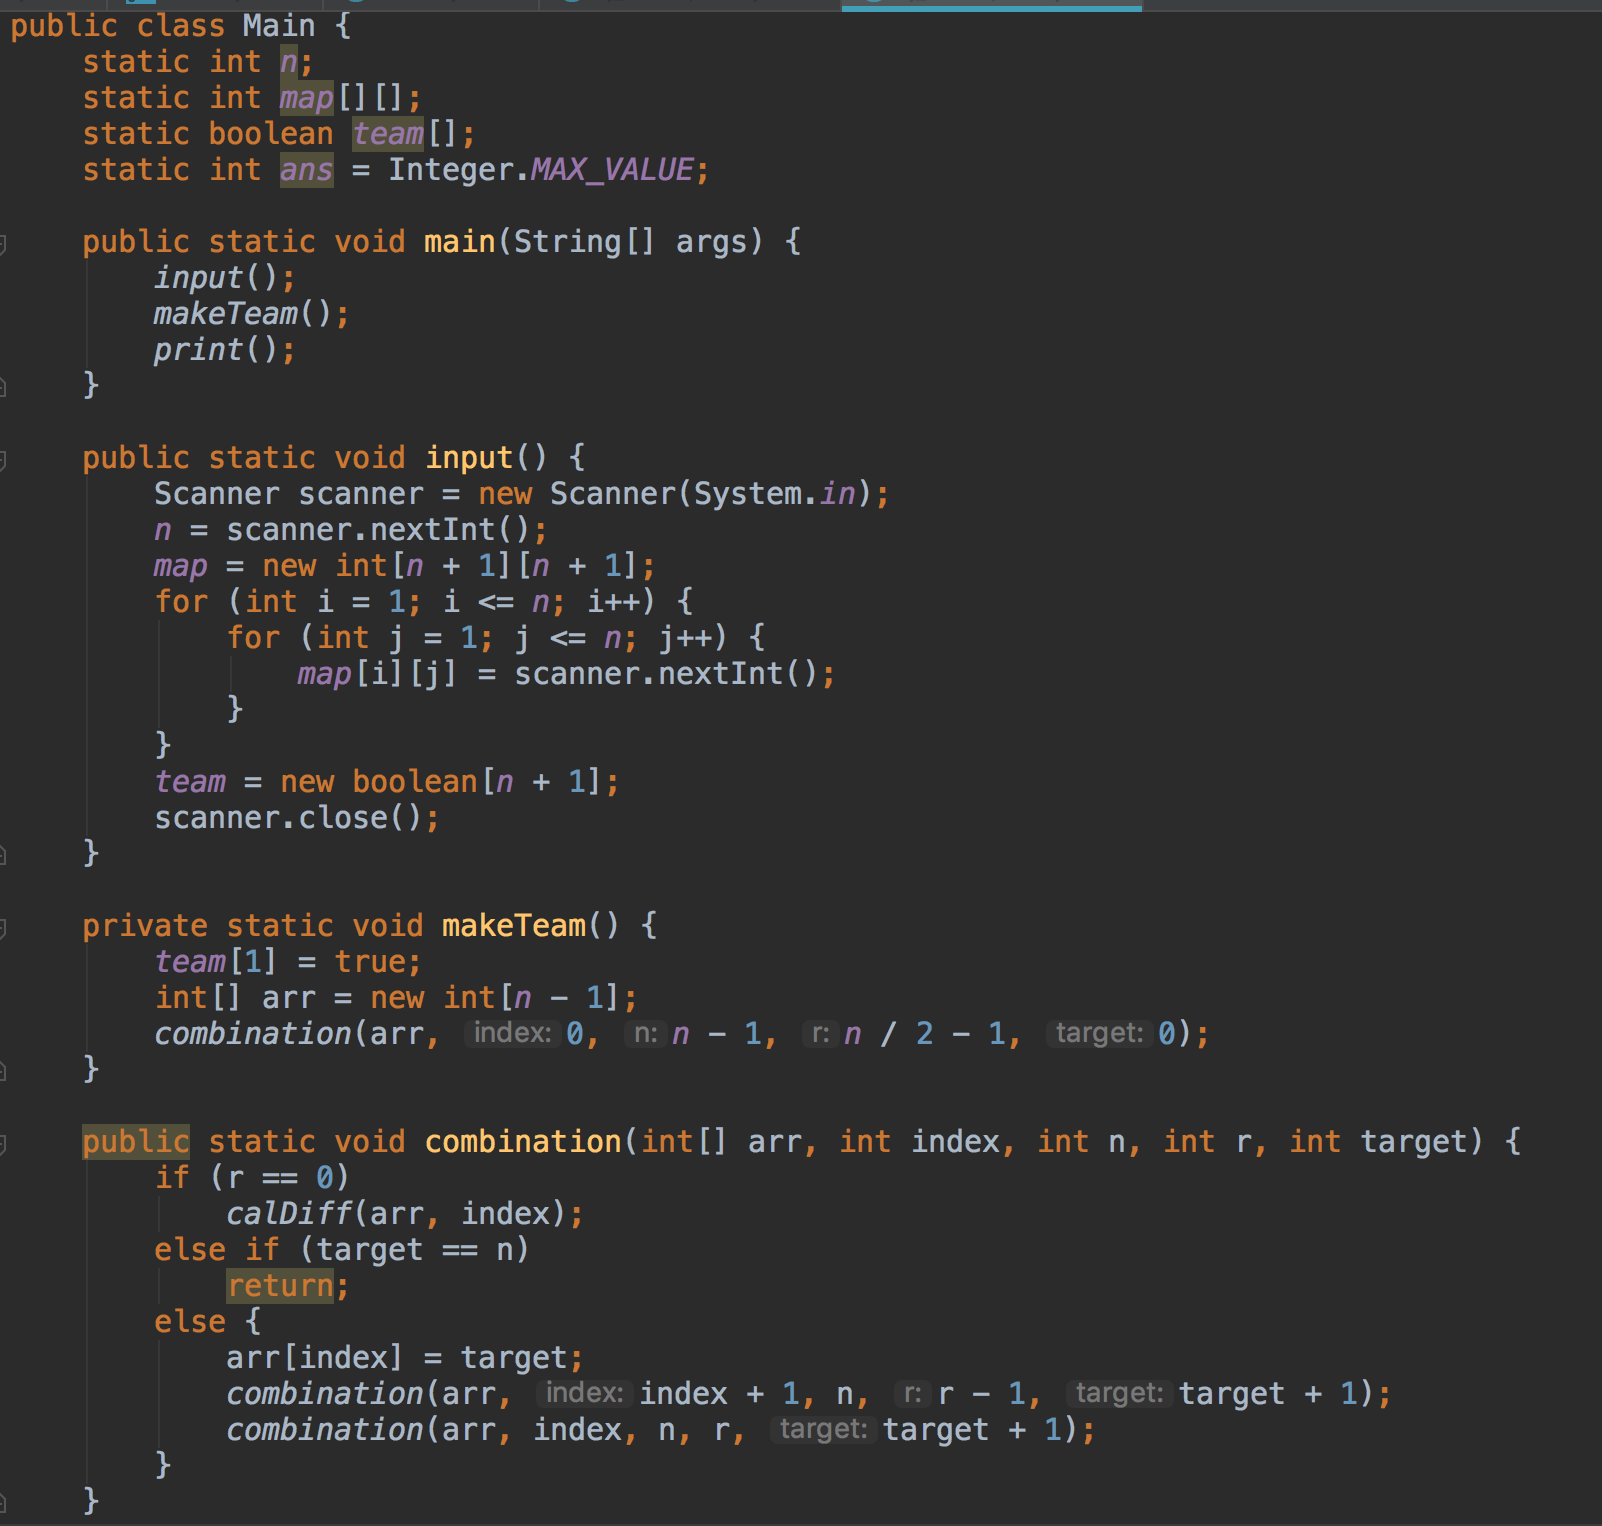 public class Main {
static int n;
static int map[][];
static boolean team[];
static int ans = Integer.MAX_VALUE;
public static void main(String[] args) {
input();
makeTeam();
print();
}
public static void input() {
Scanner scanner = new Scanner(System.in);
n = scanner.nextInt();
map = new int[n + 1][n + 1];
for (int i = 1; i <= n; i++) {
for (int j = 1; j <= n; j++) {
map[i][j] = scanner.nextInt();
}
}
team = new boolean[n + 1];
scanner.close();
}
private static void makeTeam() {
team[1] = true;
int[] arr = new int[n - 1];
combination(arr, index: 0, n: n - 1, r: n / 2 - 1, target: 0);
}
public static void combination(int[] arr, int index, int n, int r, int target) {
if (r == 0)
calDiff(arr, index);
else if (target == n)
return;
else {
arr[index] = target;
combination(arr, index: index + 1, n, r: r - 1, target: target + 1);
combination(arr, index, n, r, target: target + 1);
}
}